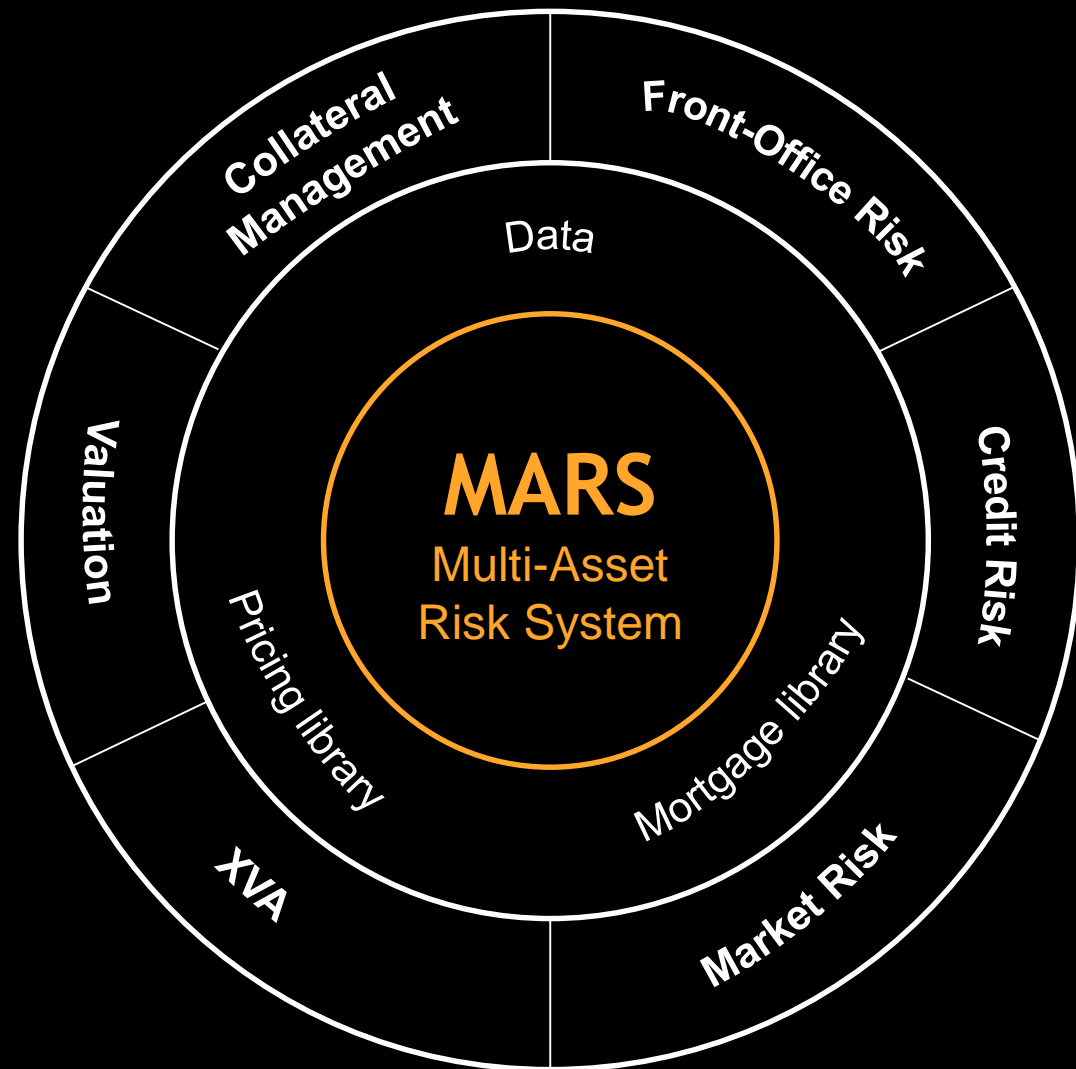 Collateral
Management
Front-Office Risk
Data
Valuation
MARS
Multi-Asset
Risk System
Credit Risk
Pricing library
Mortgage library
XVA
Market Risk